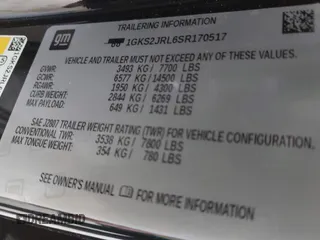 gm
TRAILERING INFORMATION
1GKS2JRL6SR170517
VEHICLE AND TRAILER MUST NOT EXCEED ANY OF THESE VALUES:
GVWR: 3493 KG/ 7700 LBS
GCWR: 6577 KG/14500 LBS
RGAWR: 1950 KG/ 4300 LBS
CURB WEIGHT: 2844 KG/ 6269 LBS
MAX PAYLOAD: 649 KG/ 1431 LBS
SAE J2807 TRAILER WEIGHT RATING (TWR) FOR VEHICLE CONFIGURATION.
CONVENTIONAL TWR: 3538 KG/ 7800 LBS
MAX TONGUE WEIGHT: 354 KG/ 780 LBS
SEE OWNER'S MANUAL FOR MORE INFORMATION